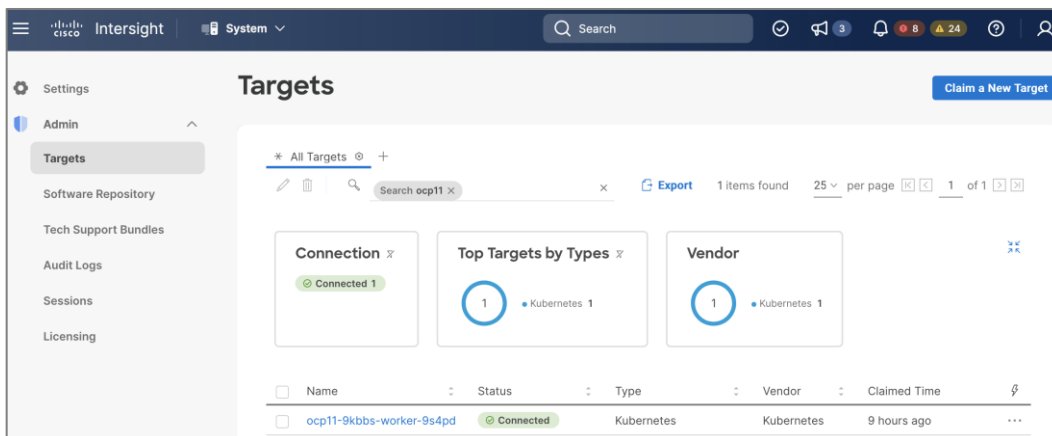 CISCO Intersight System Search 3 8 24
Settings
Admin
Targets
Software Repository
Tech Support Bundles
Audit Logs
Sessions
Licensing
Targets
Claim a New Target
All Targets
Search ocp11 Export 1 items found 25 per page 1 of 1
Connection
Connected 1
Top Targets by Types
1 Kubernetes 1
Vendor
1 Kubernetes 1
Name Status Type Vendor Claimed Time
ocp11-9kbbs-worker-9s4pd Connected Kubernetes Kubernetes 9 hours ago